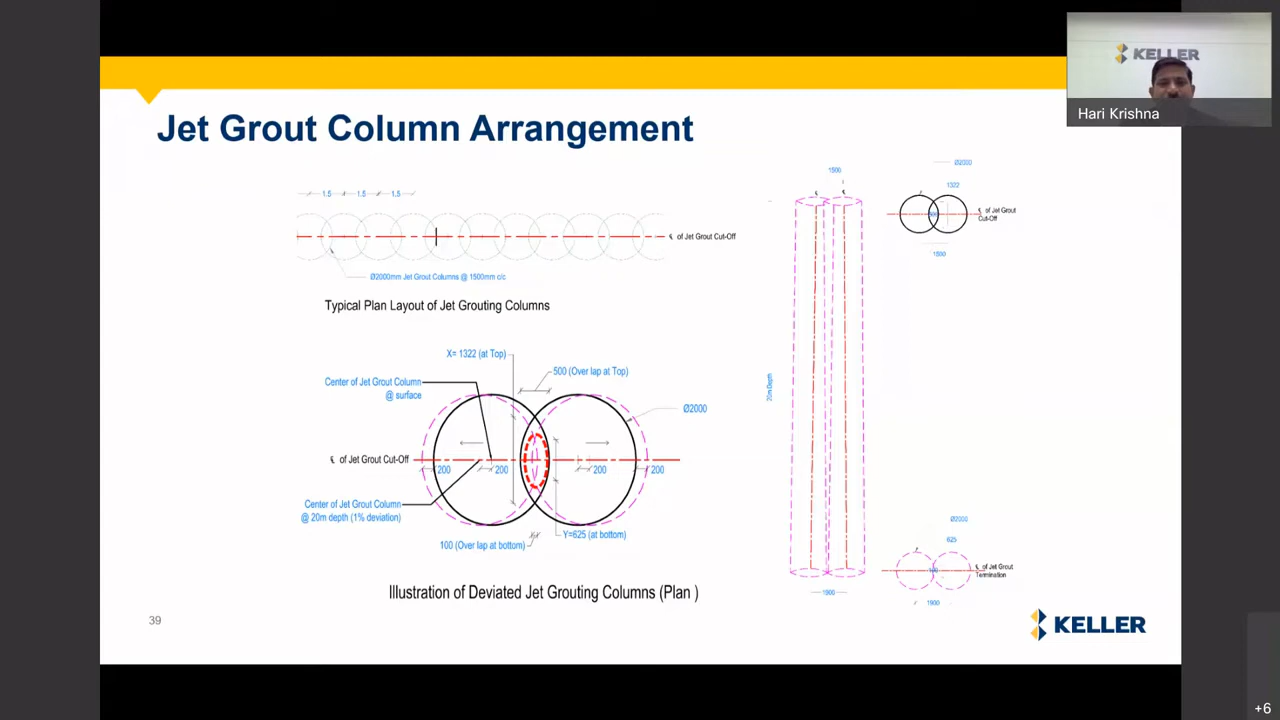 KELLER
Hari Krishna
Jet Grout Column Arrangement
1.5 1.5 1.5
℄ of Jet Grout Cut-Off
Ø2000mm Jet Grout Columns @ 1500mm c/c
Typical Plan Layout of Jet Grouting Columns
X= 1322 (at Top)
500 (Over lap at Top)
Center of Jet Grout Column
@ surface
Ø2000
℄ of Jet Grout Cut-Off
200 200 200 200
Center of Jet Grout Column
@ 20m depth (1% deviation)
100 (Over lap at bottom)
Y=625 (at bottom)
Illustration of Deviated Jet Grouting Columns (Plan )
1500
℄ ℄
20m Depth
1900
Ø2000
1322
500
℄ of Jet Grout
Cut-Off
1500
Ø2000
625
100
℄ of Jet Grout
Termination
1900
39
KELLER
+6